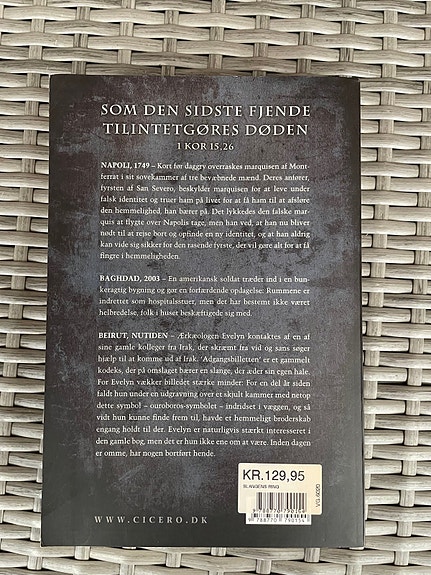 SOM DEN SIDSTE FJENDE
TILINTETGØRES DØDEN
1 KOR 15,26
NAPOLI, 1749 – Kort før daggry overraskes marquisen af Mont-
ferrat i sit sovekammer af tre bevæbnede mænd. Deres anfører,
fyrsten af San Severo, beskylder marquisen for at leve under
falsk identitet og truer ham på livet for at få ham til at afsløre
den hemmelighed, han bærer på. Det lykkedes den falske mar-
quis at flygte over Napolis tage, men han ved, at han nu bliver
nødt til at rejse bort og opfinde en ny identitet, og at han aldrig
kan vide sig sikker for den rasende fyrste, der vil gøre alt for at få
fingre i hemmeligheden.
BAGHDAD, 2003 – En amerikansk soldat træder ind i en bun-
keragtig bygning og gør en forfærdende opdagelse: Rummene er
indrettet som hospitalsstuer, men det har bestemt ikke været
helbredelse, folk i huset beskæftigede sig med.
BEIRUT, NUTIDEN – Ærkæologen Evelyn kontaktes af en af
sine gamle kolleger fra Irak, der skræmt fra vid og sans søger
hjælp til at komme ud af Irak. 'Adgangsbilletten' er et gammelt
kodeks, der på omslaget bærer en slange, der æder sin egen hale.
For Evelyn vækker billedet stærke minder: For en del år siden
faldt hun under en udgravning over et skjult kammer med netop
dette symbol – ouroboros-symbolet – indridset i væggen, og så
vidt hun kunne finde frem til, havde et hemmeligt broderskab
engang holdt til der. Evelyn er naturligvis stærkt interesseret i
den gamle bog, men det er hun ikke ene om at være. Inden dagen
er omme, har nogen bortført hende.
KR.129,95
SLANGENS RING
9788770790154
9 788770 790154
VG-6020
WWW.CICERO.DK